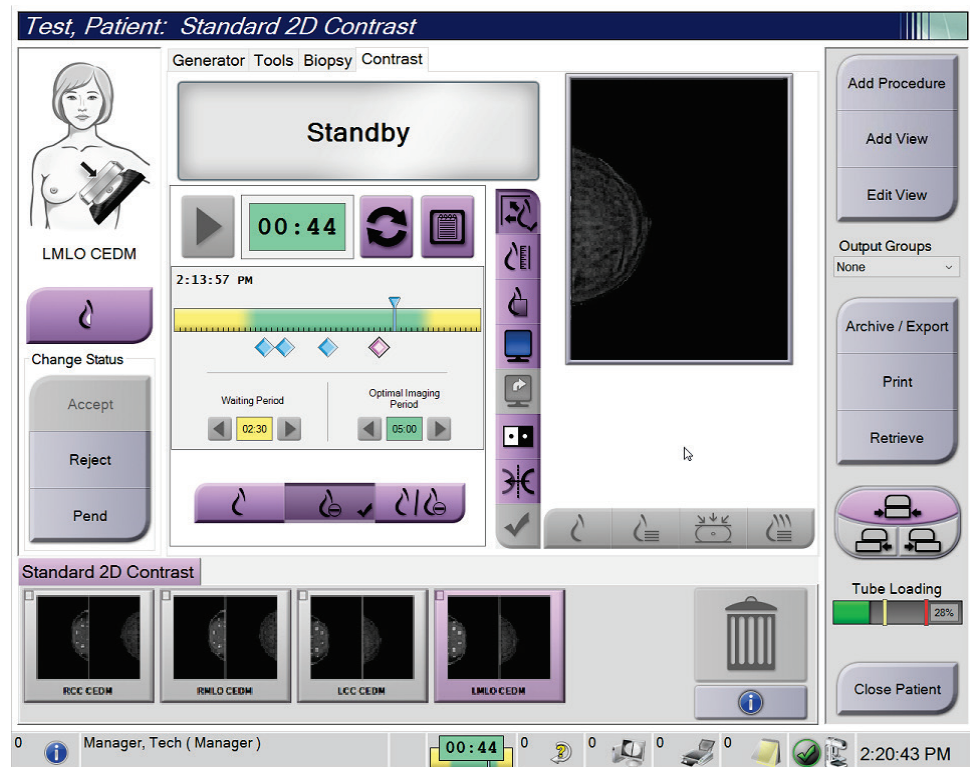 Test, Patient: Standard 2D Contrast
Generator Tools Biopsy Contrast
Standby
LMLO CEDM
Change Status
Accept
Reject
Pend
00:44
2:13:57 PM
Waiting Period
02:30
Optimal Imaging
Period
05:00
Add Procedure
Add View
Edit View
Output Groups
None
Archive / Export
Print
Retrieve
Tube Loading
28%
Close Patient
Standard 2D Contrast
RCC CEDM
RMLO CEDM
LCC CEDM
LMLO CEDM
0
Manager, Tech ( Manager )
00:44
0
0
0
0
2:20:43 PM